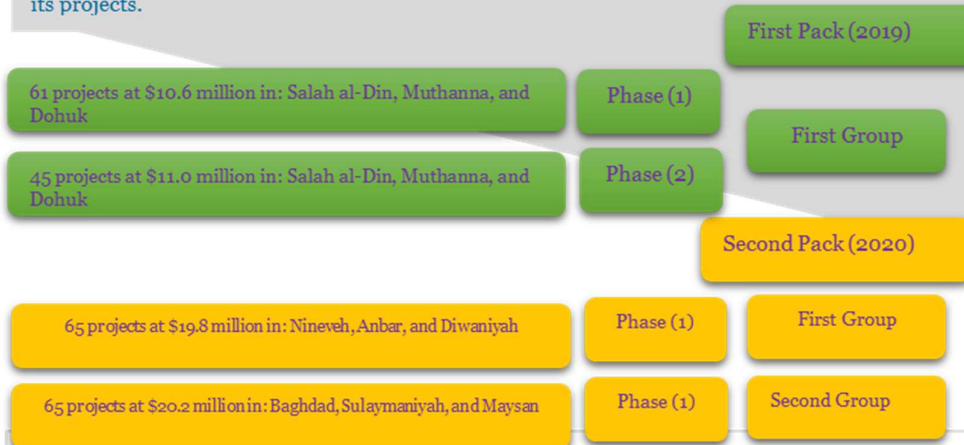 its projects.
First Pack (2019)
61 projects at $10.6 million in: Salah al-Din, Muthanna, and
Dohuk
Phase (1)
First Group
45 projects at $11.0 million in: Salah al-Din, Muthanna, and
Dohuk
Phase (2)
Second Pack (2020)
65 projects at $19.8 million in: Nineveh, Anbar, and Diwaniyah
Phase (1)
First Group
65 projects at $20.2 million in: Baghdad, Sulaymaniyah, and Maysan
Phase (1)
Second Group